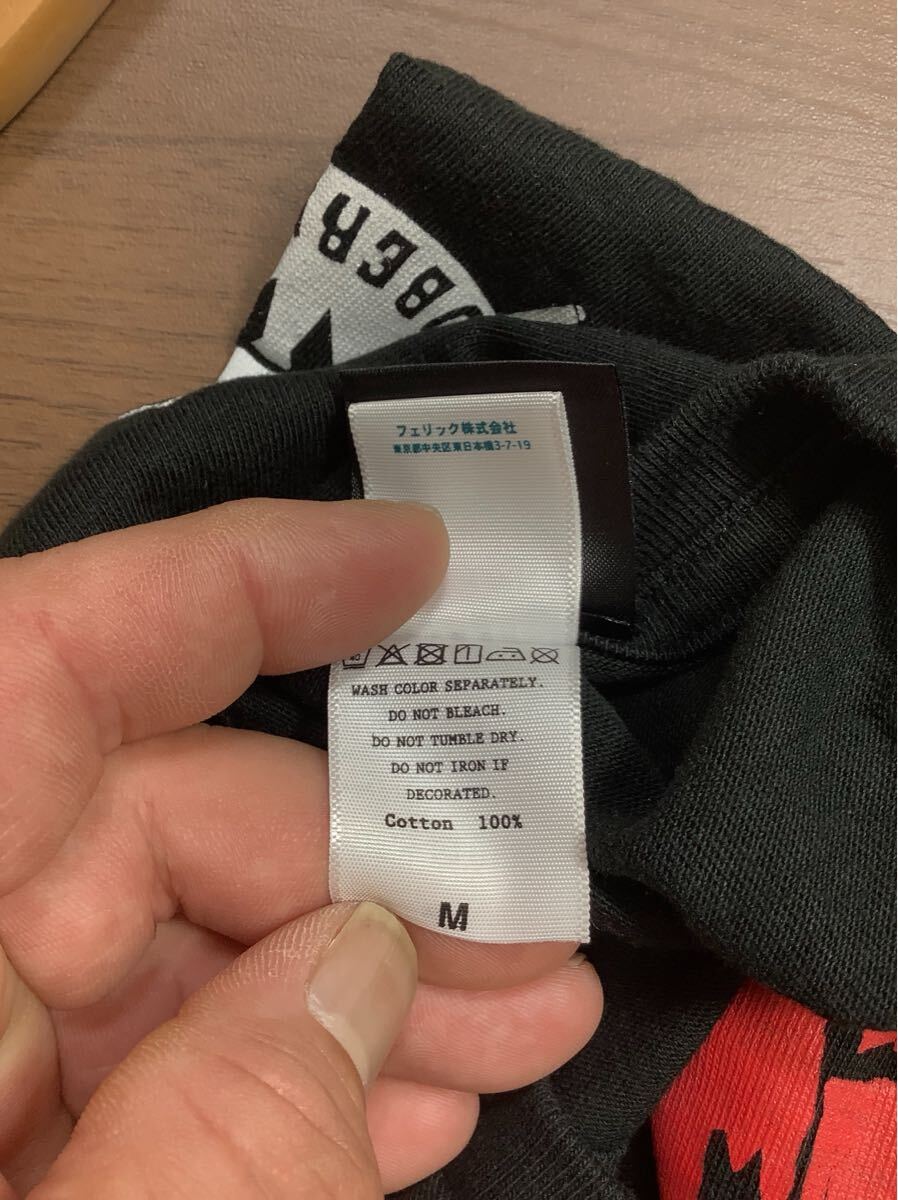 BER
フェリック株式会社
東京都中央区東日本橋3-7-19
40
WASH COLOR SEPARATELY.
DO NOT BLEACH.
DO NOT TUMBLE DRY.
DO NOT IRON IF
DECORATED.
Cotton 100%
M